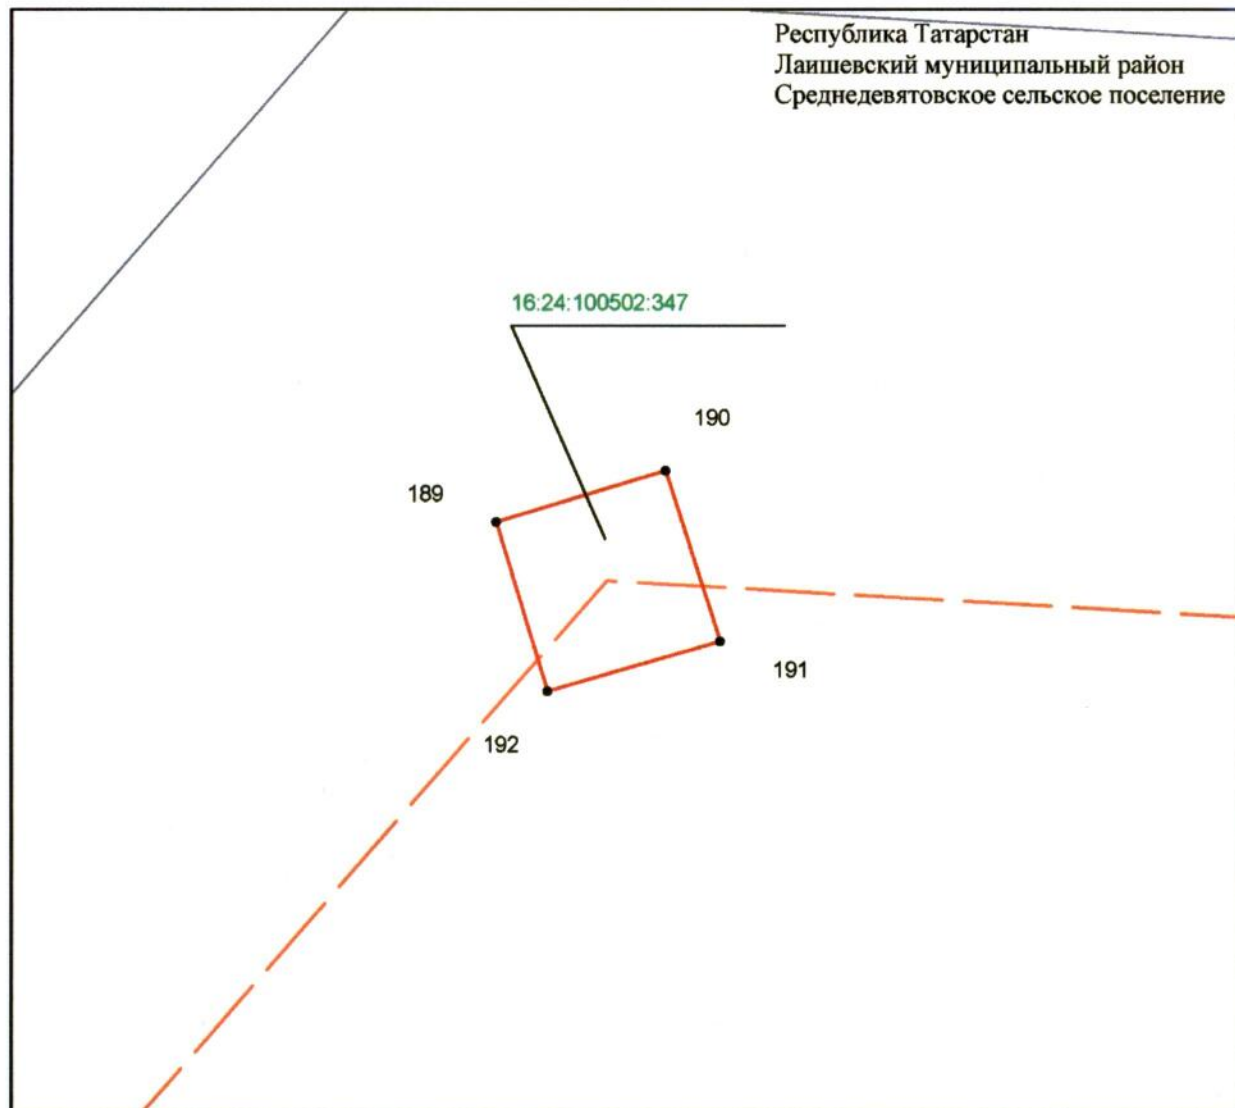 Республика Татарстан
Лаишевский муниципальный район
Среднедевятовское сельское поселение
16:24:100502:347
190
189
191
192